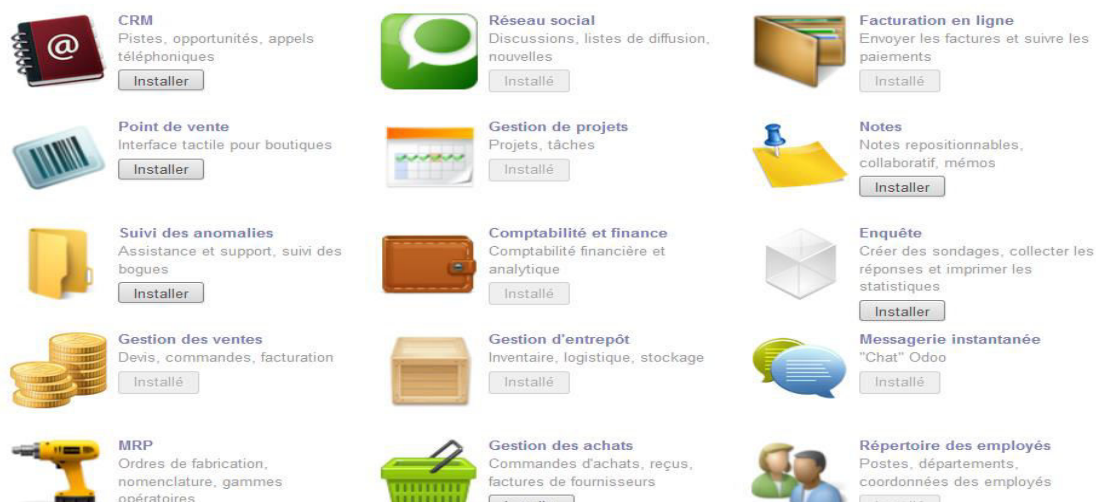 CRM
Pistes, opportunités, appels
téléphoniques
Installer
Réseau social
Discussions, listes de diffusion,
nouvelles
Installé
Facturation en ligne
Envoyer les factures et suivre les
paiements
Installé
Point de vente
Interface tactile pour boutiques
Installer
Gestion de projets
Projets, tâches
Installé
Notes
Notes repositionnables,
collaboratif, mémos
Installer
Suivi des anomalies
Assistance et support, suivi des
bogues
Installer
Comptabilité et finance
Comptabilité financière et
analytique
Installé
Enquête
Créer des sondages, collecter les
réponses et imprimer les
statistiques
Installer
Gestion des ventes
Devis, commandes, facturation
Installé
Gestion d'entrepôt
Inventaire, logistique, stockage
Installé
Messagerie instantanée
"Chat" Odoo
Installé
MRP
Ordres de fabrication,
nomenclature, gammes
opératoires
Gestion des achats
Commandes d'achats, reçus,
factures de fournisseurs
Répertoire des employés
Postes, départements,
coordonnées des employés